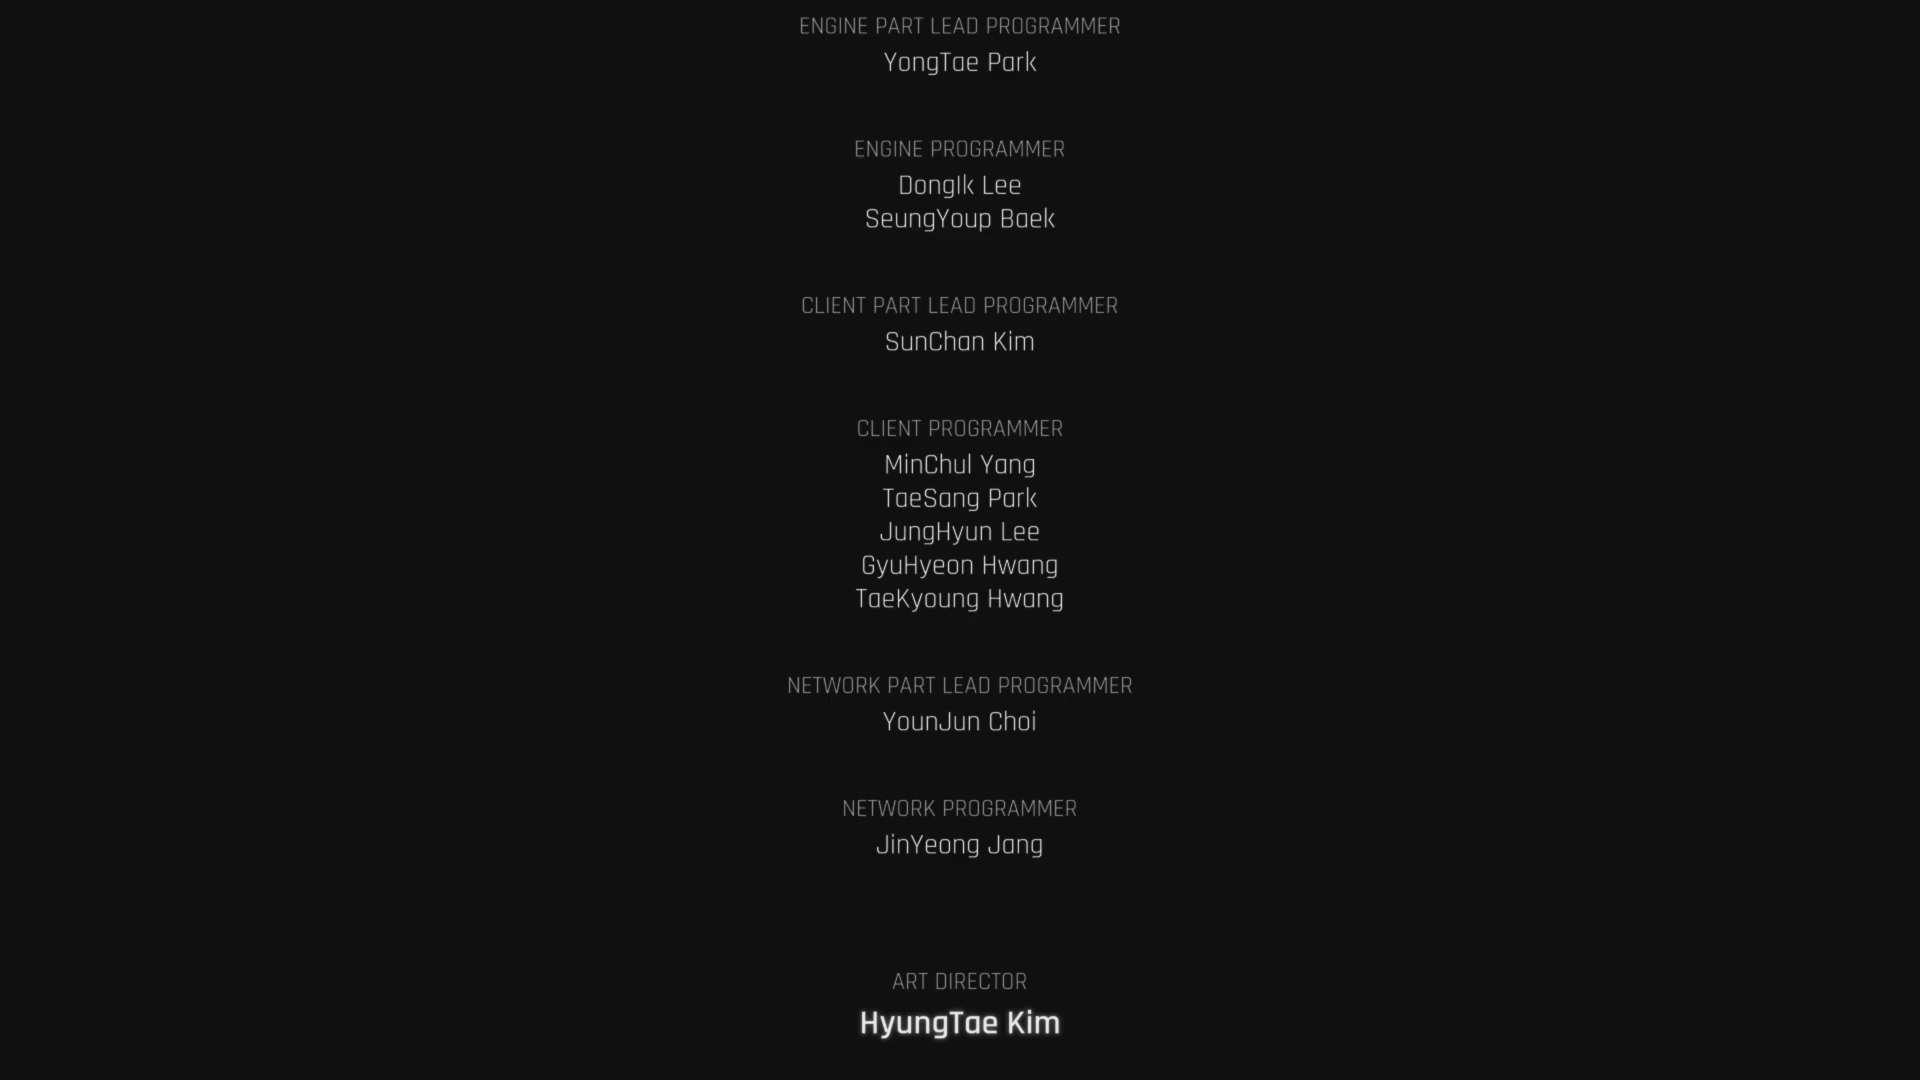 ENGINE PART LEAD PROGRAMMER
YongTae Park
ENGINE PROGRAMMER
DongIk Lee
SeungYoup Baek
CLIENT PART LEAD PROGRAMMER
SunChan Kim
CLIENT PROGRAMMER
MinChul Yang
TaeSang Park
JungHyun Lee
GyuHyeon Hwang
TaeKyoung Hwang
NETWORK PART LEAD PROGRAMMER
YounJun Choi
NETWORK PROGRAMMER
JinYeong Jang
ART DIRECTOR
HyungTae Kim